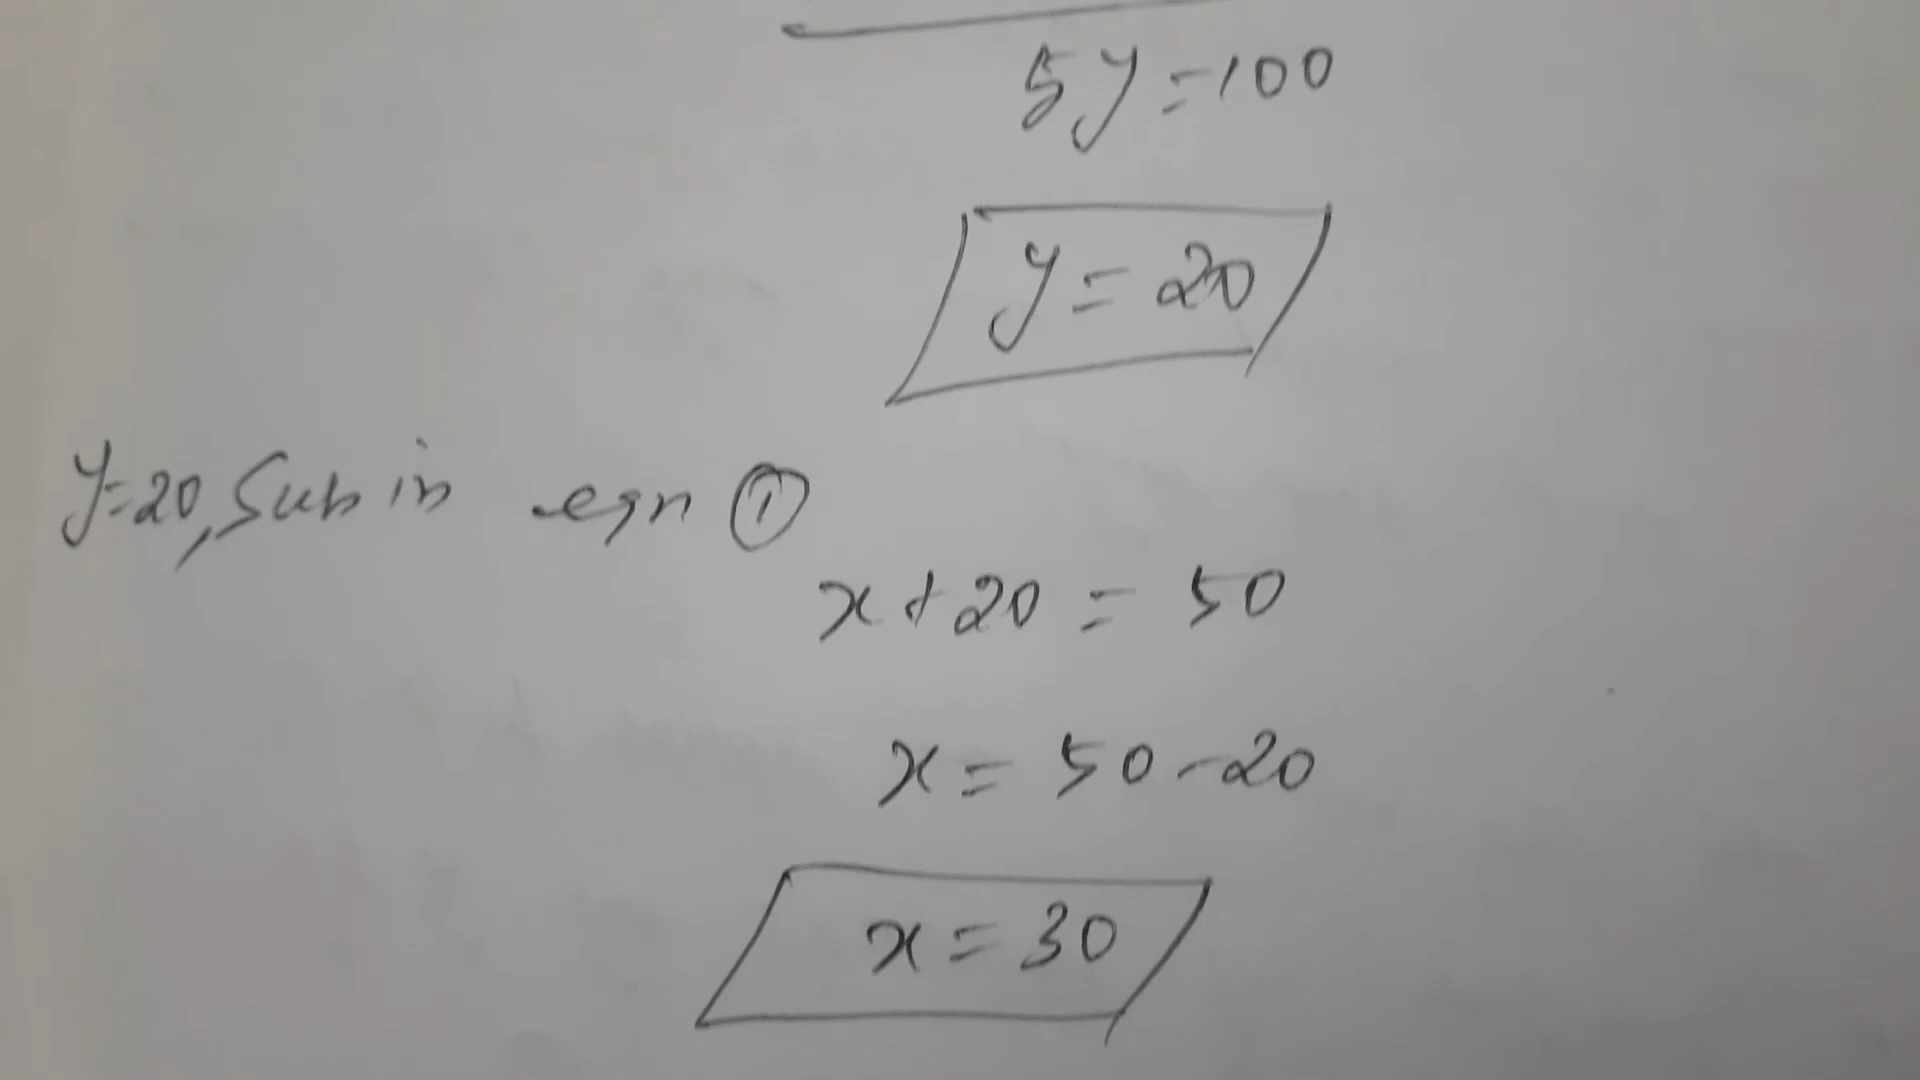 5y=100
y=20
y=20, Sub in eqn ①
x+20 = 50
x= 50-20
x=30